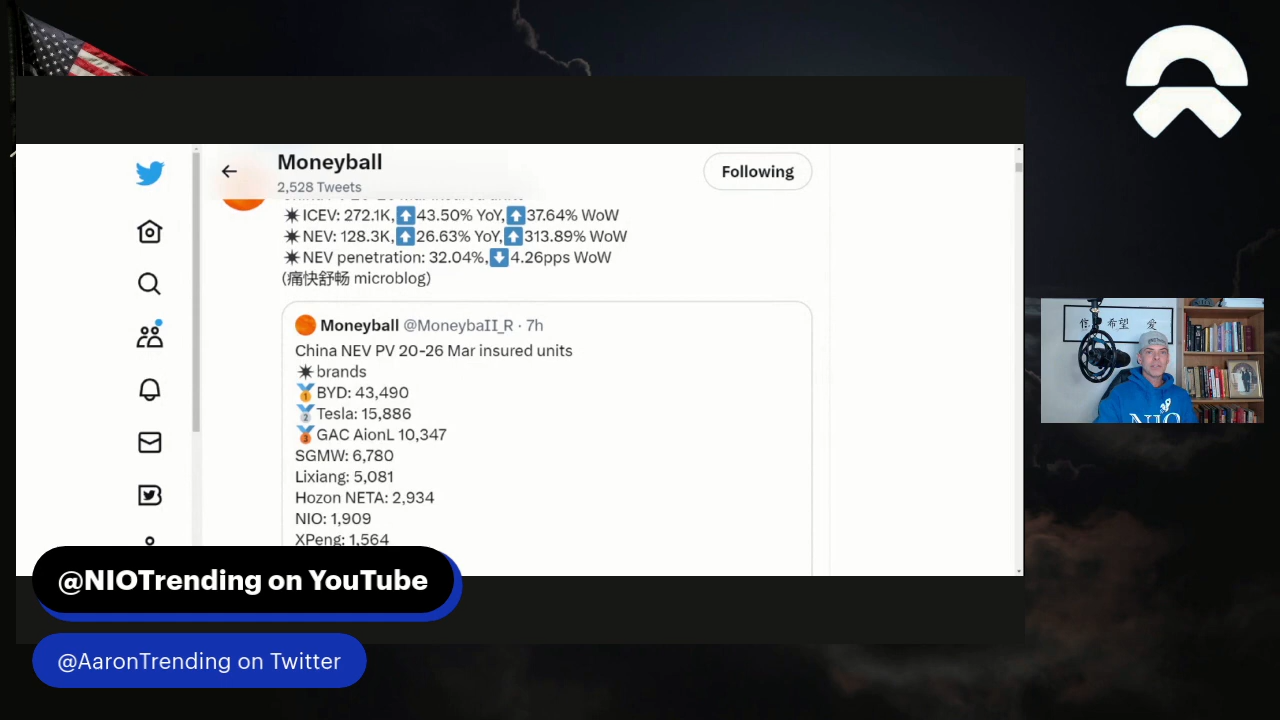 Moneyball
2,528 Tweets
Following
ICEV: 272.1K,⬆43.50% YoY,⬆37.64% WoW
NEV: 128.3K,⬆26.63% YoY,⬆313.89% WoW
NEV penetration: 32.04%,⬇4.26pps WoW
(痛快舒畅 microblog)
Moneyball @MoneybaII_R · 7h
China NEV PV 20-26 Mar insured units
brands
BYD: 43,490
Tesla: 15,886
GAC AionL 10,347
SGMW: 6,780
Lixiang: 5,081
Hozon NETA: 2,934
NIO: 1,909
XPeng: 1,564
@NIOTrending on YouTube
@AaronTrending on Twitter
希望 爱
NIO